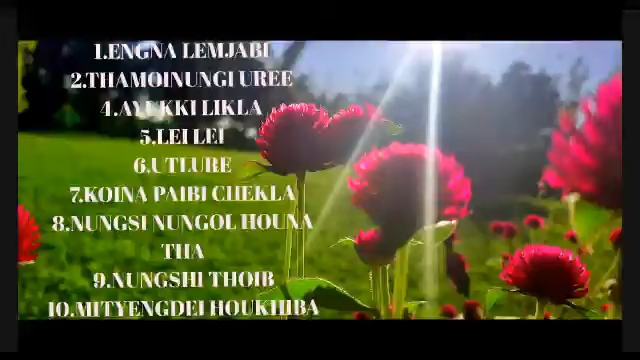 1.ENGNA LEMJABI
2.THAMOINUNGI UREE
4.AYUKKI LIKLA
5.LEI LEI
6.UTLURE
7.KOINA PAIBI CHEKLA
8.NUNGSI NUNGOL HOUNA
THA
9.NUNGSHI THOIB
10.MITYENGDEI HOUKHIBA